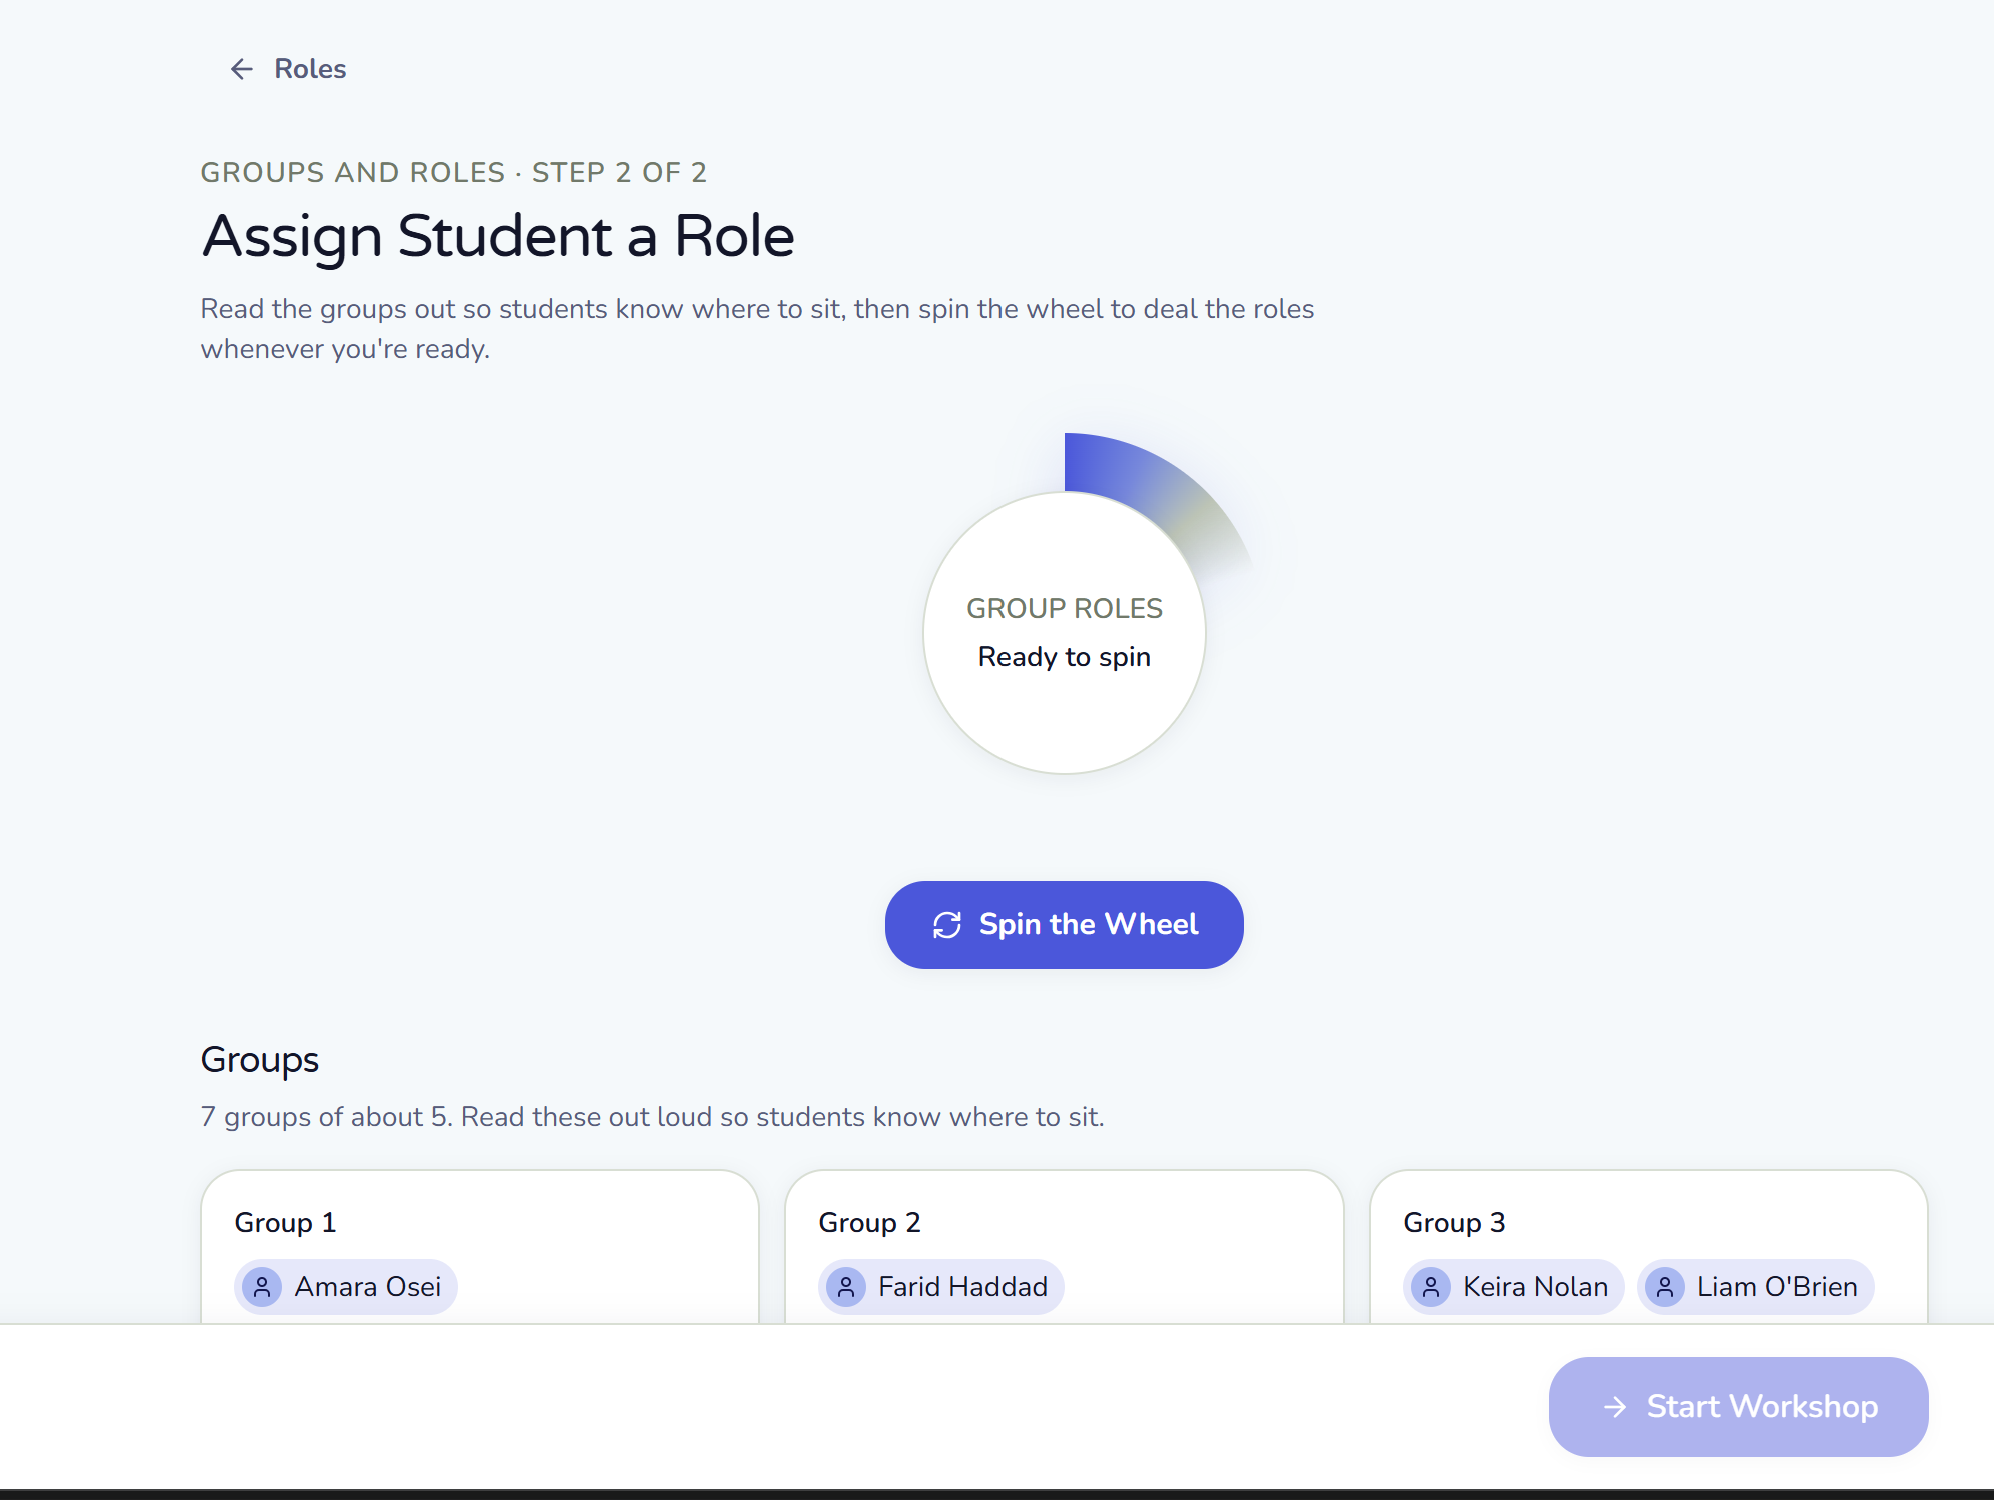 Roles
GROUPS AND ROLES · STEP 2 OF 2
Assign Student a Role
Read the groups out so students know where to sit, then spin the wheel to deal the roles
whenever you're ready.
GROUP ROLES
Ready to spin
Spin the Wheel
Groups
7 groups of about 5. Read these out loud so students know where to sit.
Group 1
Amara Osei
Group 2
Farid Haddad
Group 3
Keira Nolan
Liam O'Brien
Start Workshop